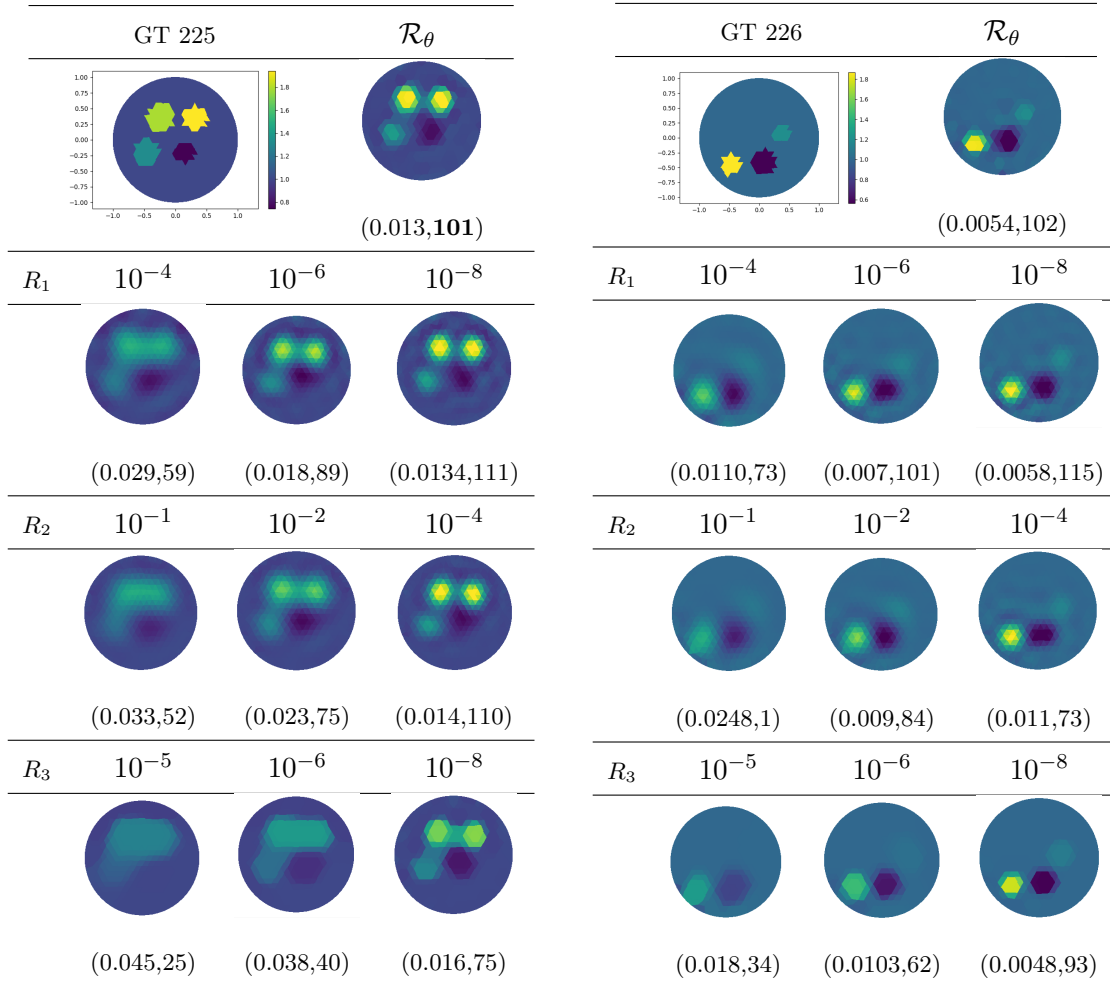 GT 225 𝓡_θ
1.00
0.75
0.50
0.25
0.00
−0.25
−0.50
−0.75
−1.00
−1.0 −0.5 0.0 0.5 1.0
1.8
1.6
1.4
1.2
1.0
0.8
(0.013,101)
R₁ 10⁻⁴ 10⁻⁶ 10⁻⁸
(0.029,59) (0.018,89) (0.0134,111)
R₂ 10⁻¹ 10⁻² 10⁻⁴
(0.033,52) (0.023,75) (0.014,110)
R₃ 10⁻⁵ 10⁻⁶ 10⁻⁸
(0.045,25) (0.038,40) (0.016,75)
GT 226 𝓡_θ
1.00
0.75
0.50
0.25
0.00
−0.25
−0.50
−0.75
−1.00
−1.0 −0.5 0.0 0.5 1.0
1.8
1.6
1.4
1.2
1.0
0.8
0.6
(0.0054,102)
R₁ 10⁻⁴ 10⁻⁶ 10⁻⁸
(0.0110,73) (0.007,101) (0.0058,115)
R₂ 10⁻¹ 10⁻² 10⁻⁴
(0.0248,1) (0.009,84) (0.011,73)
R₃ 10⁻⁵ 10⁻⁶ 10⁻⁸
(0.018,34) (0.0103,62) (0.0048,93)